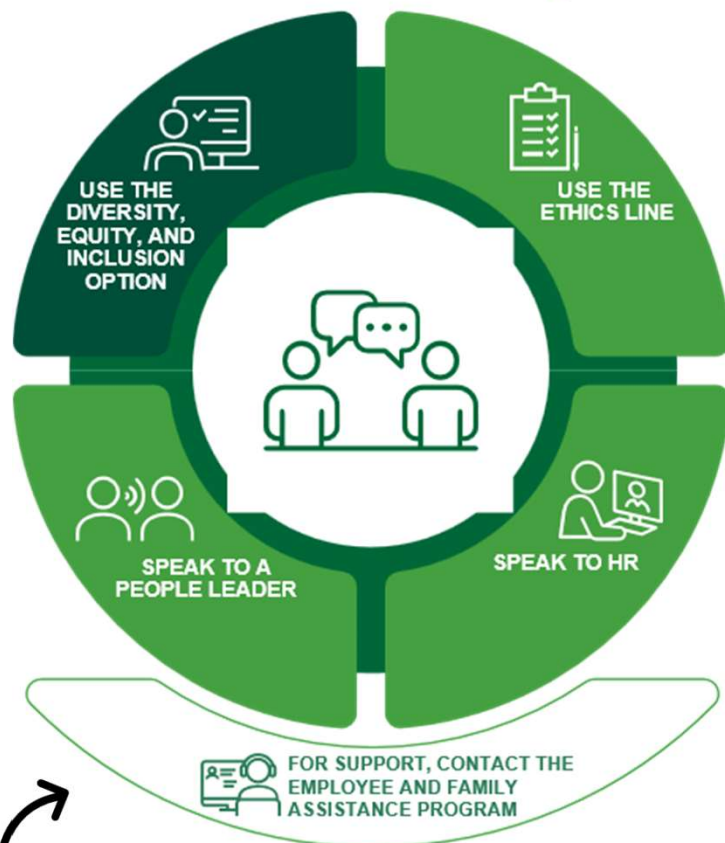 USE THE
DIVERSITY,
EQUITY, AND
INCLUSION
OPTION
USE THE
ETHICS LINE
SPEAK TO A
PEOPLE LEADER
SPEAK TO HR
FOR SUPPORT, CONTACT THE
EMPLOYEE AND FAMILY
ASSISTANCE PROGRAM